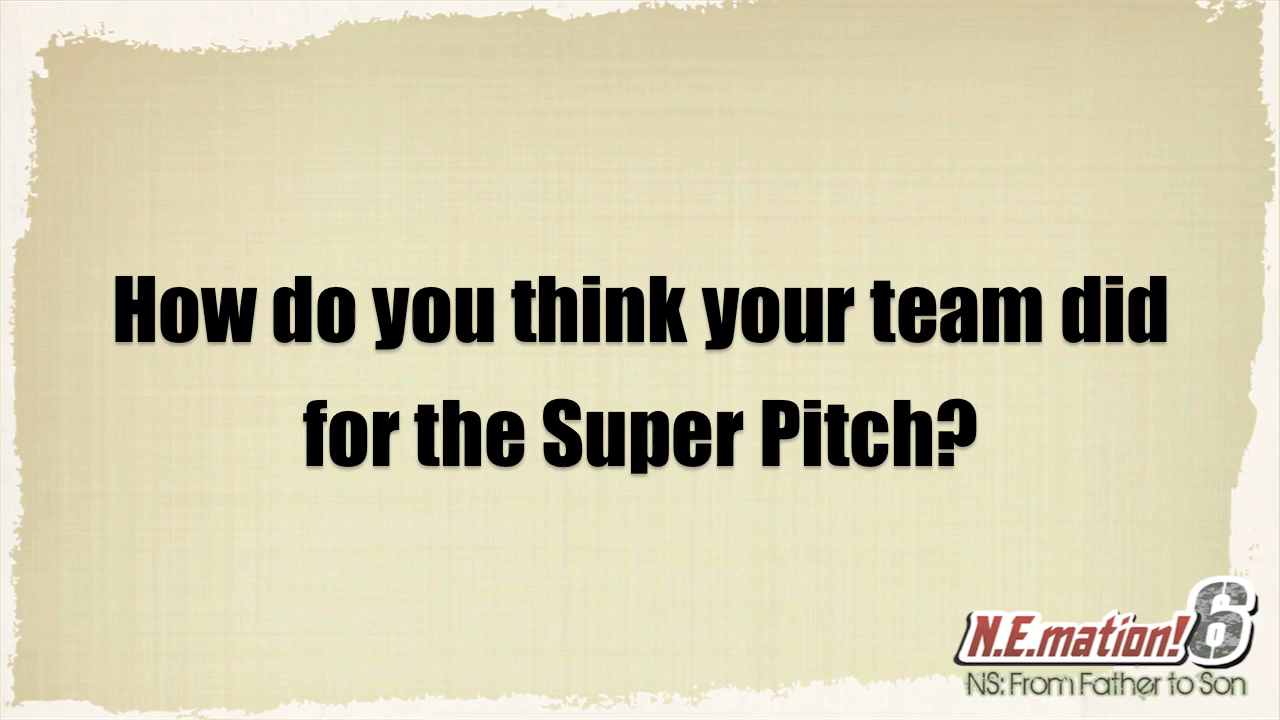 How do you think your team did
for the Super Pitch?
N.E.mation! 6
NS: From Father to Son